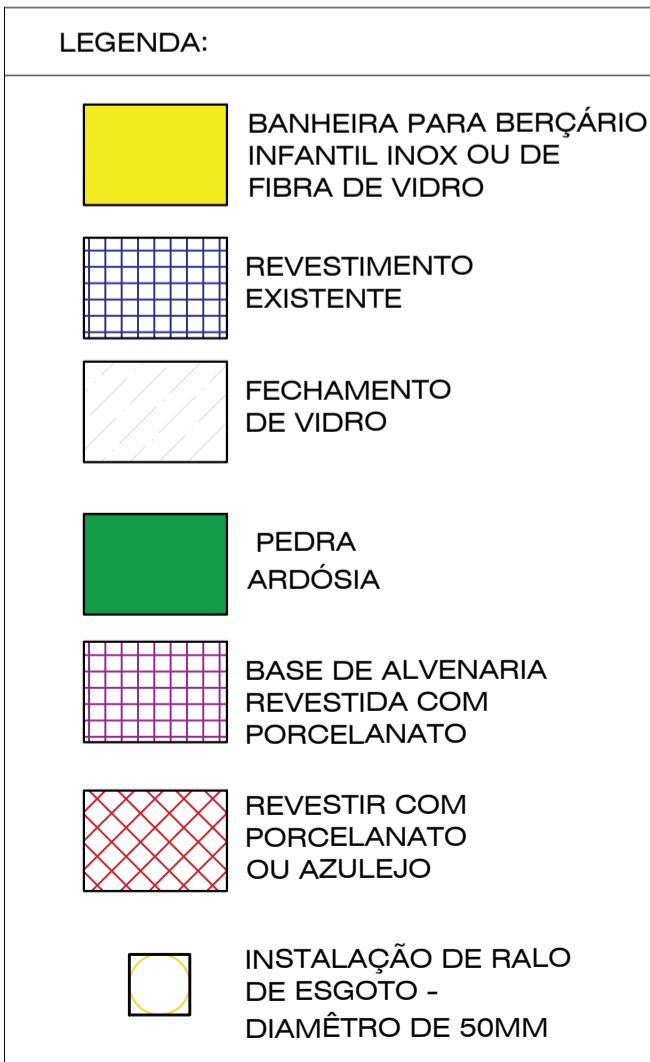 LEGENDA:
BANHEIRA PARA BERÇÁRIO
INFANTIL INOX OU DE
FIBRA DE VIDRO
REVESTIMENTO
EXISTENTE
FECHAMENTO
DE VIDRO
PEDRA
ARDÓSIA
BASE DE ALVENARIA
REVESTIDA COM
PORCELANATO
REVESTIR COM
PORCELANATO
OU AZULEJO
INSTALAÇÃO DE RALO
DE ESGOTO -
DIAMÊTRO DE 50MM